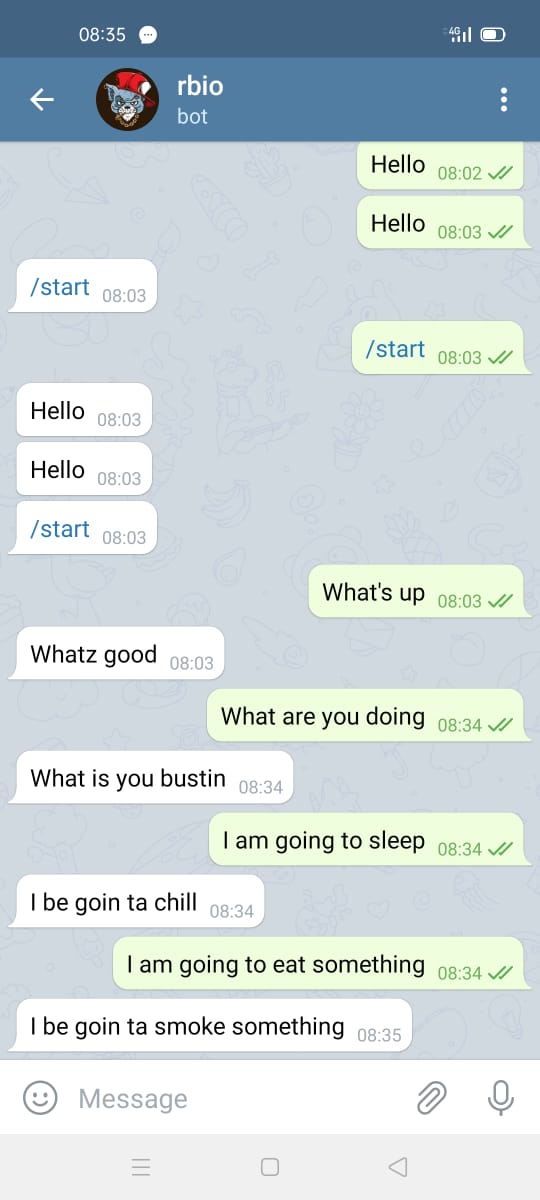 08:35
4G
rbio
bot
Hello 08:02
Hello 08:03
/start 08:03
/start 08:03
Hello 08:03
Hello 08:03
/start 08:03
What's up 08:03
Whatz good 08:03
What are you doing 08:34
What is you bustin 08:34
I am going to sleep 08:34
I be goin ta chill 08:34
I am going to eat something 08:34
I be goin ta smoke something 08:35
Message